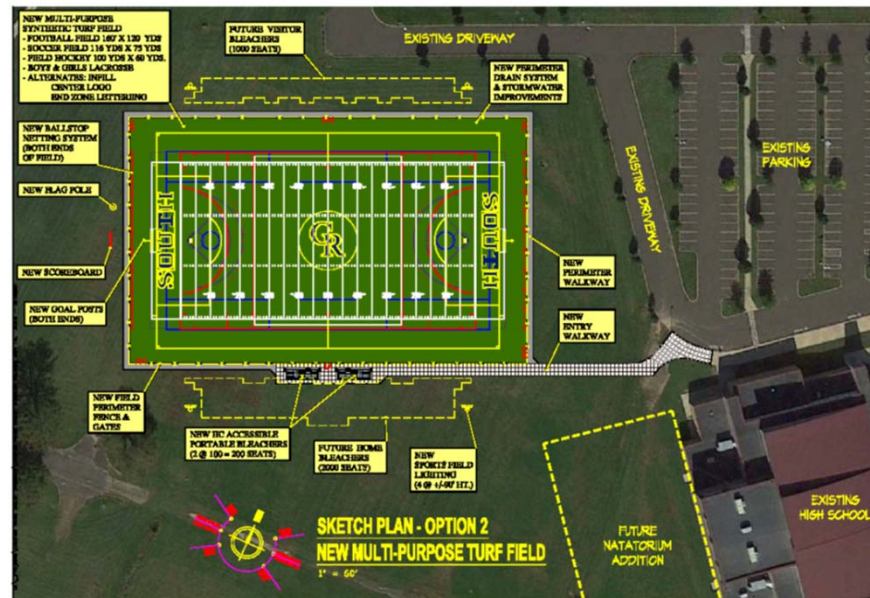 NEW MULTI-PURPOSE
SYNTHETIC TURF FIELD
- FOOTBALL FIELD 160' X 120 YDS
- SOCCER FIELD 116 YDS X 75 YDS
- FIELD HOCKEY 100 YDS X 60 YDS.
- BOYS & GIRLS LACROSSE
- ALTERNATES: INFILL
CENTER LOGO
END ZONE LETTERING
FUTURE VISITOR
BLEACHERS
(1000 SEATS)
EXISTING DRIVEWAY
NEW PERIMETER
DRAIN SYSTEM
& STORMWATER
IMPROVEMENTS
NEW BALLSTOP
NETTING SYSTEM
(BOTH ENDS
OF FIELD)
EXISTING DRIVEWAY
EXISTING
PARKING
NEW FLAG POLE
SOUTH
GR
SOUTH
NEW SCOREBOARD
NEW
PERIMETER
WALKWAY
NEW GOAL POSTS
(BOTH ENDS)
NEW
ENTRY
WALKWAY
NEW FIELD
PERIMETER
FENCE &
GATES
NEW HC ACCESSIBLE
PORTABLE BLEACHERS
(2 @ 100 = 200 SEATS)
FUTURE HOME
BLEACHERS
(2000 SEATS)
NEW
SPORTS FIELD
LIGHTING
(4 @ +/-90' HT.)
EXISTING
HIGH SCHOOL
FUTURE
NATATORIUM
ADDITION
SKETCH PLAN - OPTION 2
NEW MULTI-PURPOSE TURF FIELD
1" = 60'